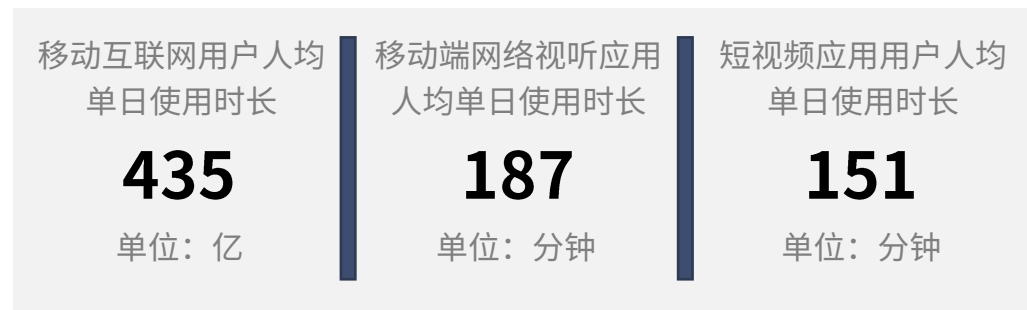 移动互联网用户人均
单日使用时长
435
单位：亿
移动端网络视听应用
人均单日使用时长
187
单位：分钟
短视频应用用户人均
单日使用时长
151
单位：分钟